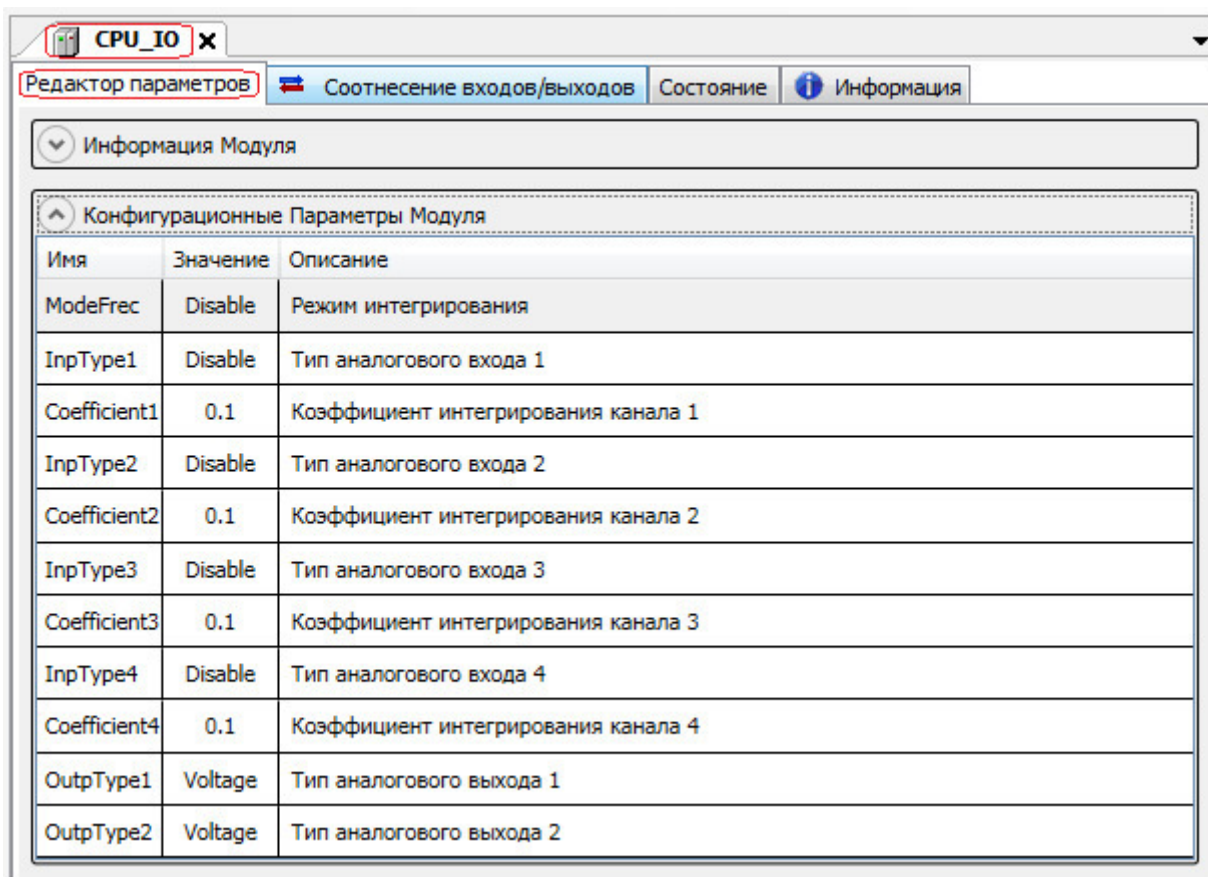 CPU_IO
Редактор параметров Соотнесение входов/выходов Состояние Информация
Информация Модуля
Конфигурационные Параметры Модуля
Имя Значение Описание
ModeFrec Disable Режим интегрирования
InpType1 Disable Тип аналогового входа 1
Coefficient1 0.1 Коэффициент интегрирования канала 1
InpType2 Disable Тип аналогового входа 2
Coefficient2 0.1 Коэффициент интегрирования канала 2
InpType3 Disable Тип аналогового входа 3
Coefficient3 0.1 Коэффициент интегрирования канала 3
InpType4 Disable Тип аналогового входа 4
Coefficient4 0.1 Коэффициент интегрирования канала 4
OutpType1 Voltage Тип аналогового выхода 1
OutpType2 Voltage Тип аналогового выхода 2